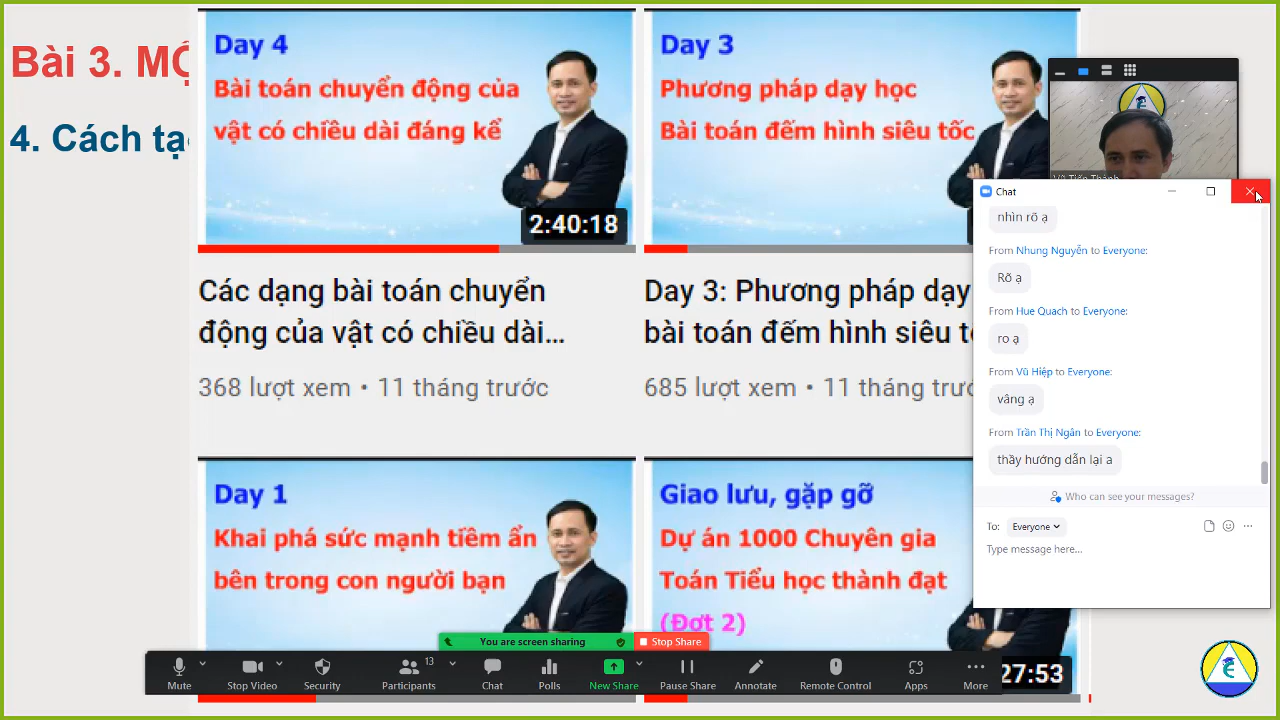 Bài 3. MỘ
4. Cách tạ
Day 4
Bài toán chuyển động của
vật có chiều dài đáng kể
2:40:18
Các dạng bài toán chuyển
động của vật có chiều dài...
368 lượt xem • 11 tháng trước
Day 3
Phương pháp dạy học
Bài toán đếm hình siêu tốc
Day 3: Phương pháp dạy
bài toán đếm hình siêu
685 lượt xem • 11 tháng
Day 1
Khai phá sức mạnh tiềm ẩn
bên trong con người bạn
Giao lưu, gặp gỡ
Dự án 1000 Chuyên gia
Toán Tiểu học thành đạt
(Đợt 2)
27:53
Vũ Tiến Thành
Chat
nhìn rõ ạ
From Nhung Nguyễn to Everyone:
Rõ ạ
From Hue Quach to Everyone:
ro ạ
From Vũ Hiệp to Everyone:
vâng ạ
From Trần Thị Ngân to Everyone:
thầy hướng dẫn lại a
Who can see your messages?
To: Everyone
Type message here...
You are screen sharing
Stop Share
Mute
Stop Video
Security
Participants
13
Chat
Polls
New Share
Pause Share
Annotate
Remote Control
Apps
More